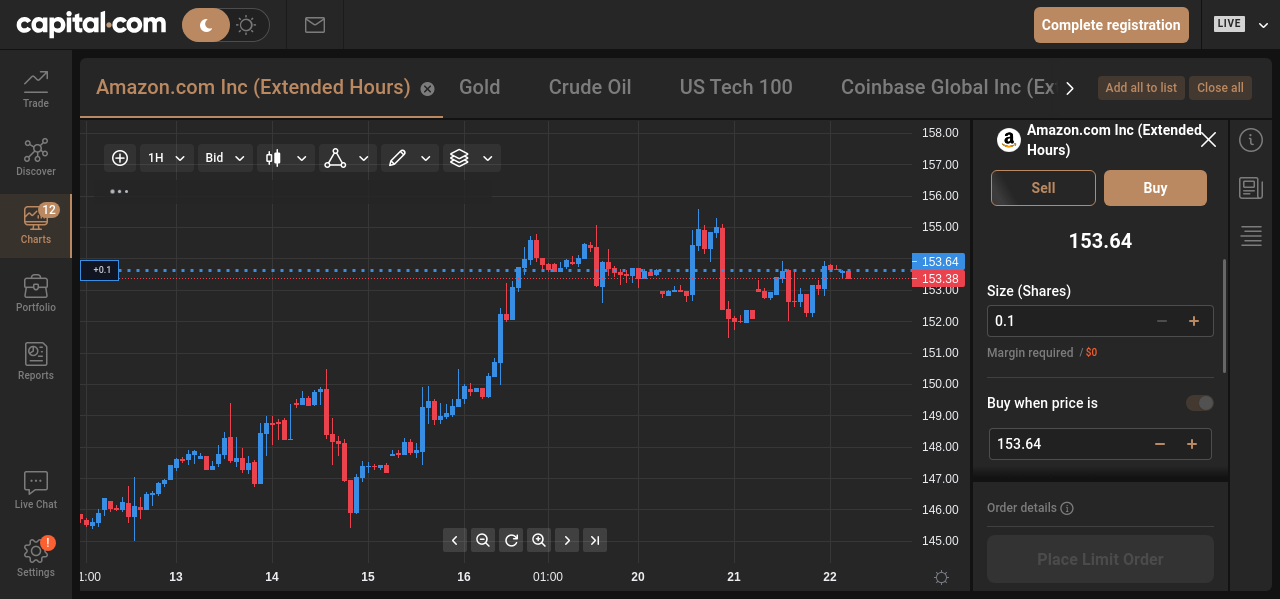 capital.com
Complete registration
LIVE
Trade
Discover
12
Charts
Portfolio
Reports
Live Chat
!
Settings
Amazon.com Inc (Extended Hours)
Gold
Crude Oil
US Tech 100
Coinbase Global Inc (Ex
Add all to list
Close all
1H
Bid
+0.1
158.00
157.00
156.00
155.00
153.64
153.38
153.00
152.00
151.00
150.00
149.00
148.00
147.00
146.00
145.00
1:00
13
14
15
16
01:00
20
21
22
a
Amazon.com Inc (Extended
Hours)
Sell
Buy
153.64
Size (Shares)
0.1
Margin required / $0
Buy when price is
153.64
Order details
Place Limit Order